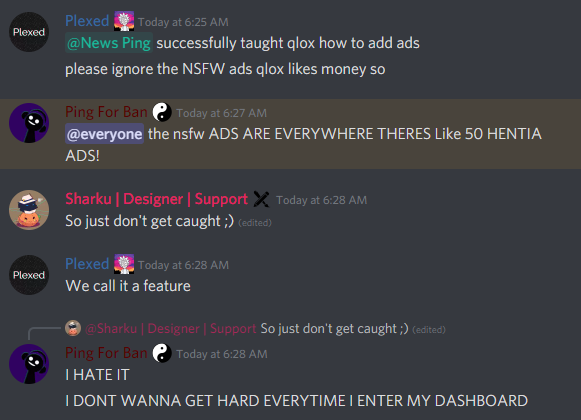 Plexed Today at 6:25 AM
Plexed
@News Ping successfully taught qlox how to add ads
please ignore the NSFW ads qlox likes money so
Ping For Ban Today at 6:27 AM
@everyone the nsfw ADS ARE EVERYWHERE THERES Like 50 HENTIA
ADS!
Sharku | Designer | Support Today at 6:28 AM
So just don't get caught ;) (edited)
Plexed Today at 6:28 AM
Plexed
We call it a feature
@Sharku | Designer | Support So just don't get caught ;) (edited)
Ping For Ban Today at 6:28 AM
I HATE IT
I DONT WANNA GET HARD EVERYTIME I ENTER MY DASHBOARD